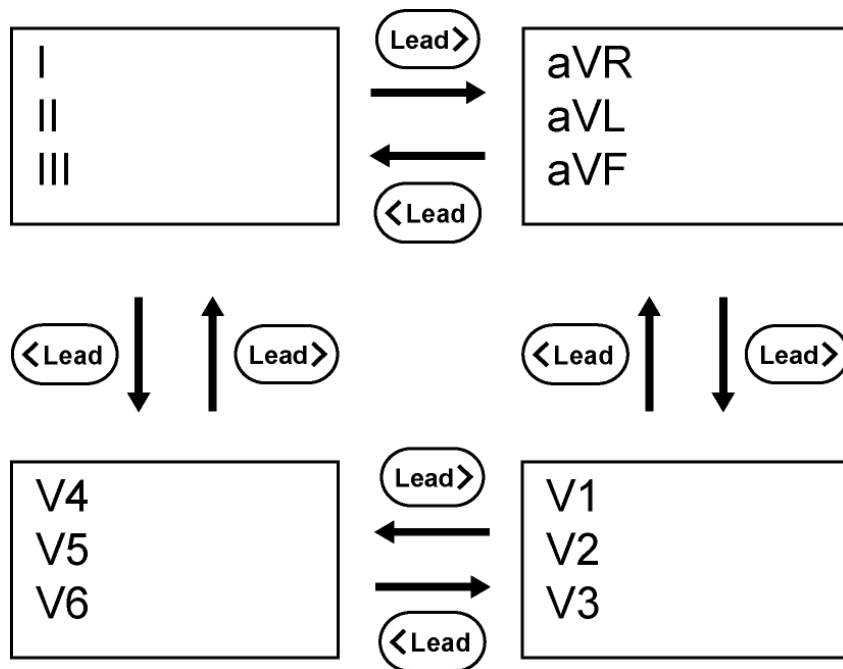 I
II
III
Lead>
<Lead
aVR
aVL
aVF
<Lead
Lead>
<Lead
Lead>
V4
V5
V6
Lead>
<Lead
V1
V2
V3